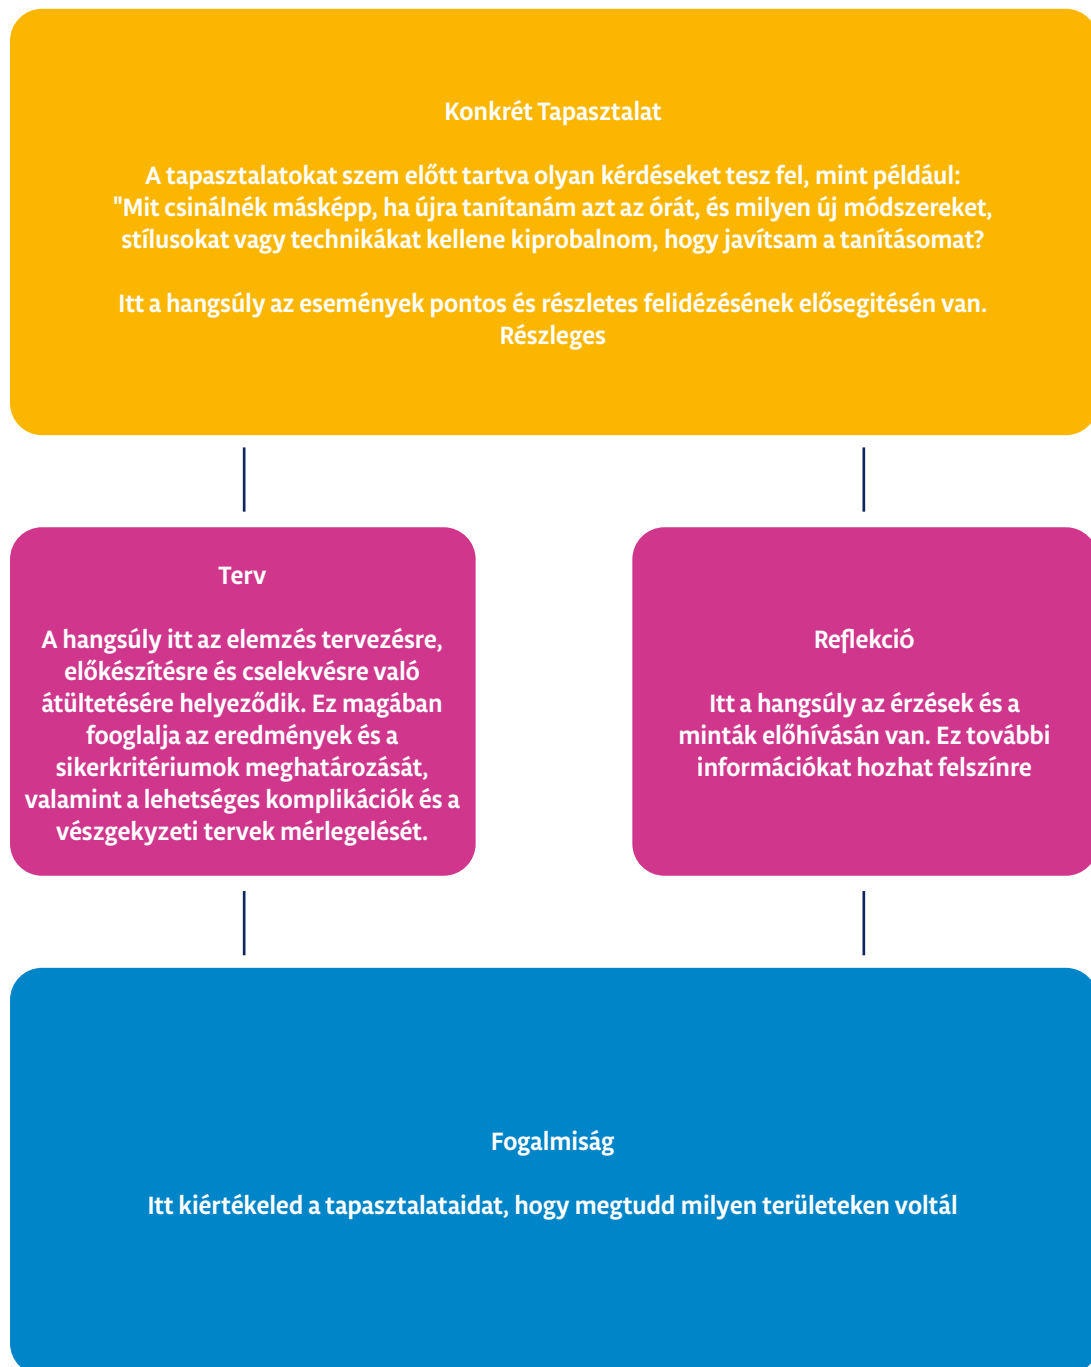 Konkrét Tapasztalat
A tapasztalatokat szem előtt tartva olyan kérdéseket tesz fel, mint például:
"Mit csinálnék másképp, ha újra tanítanám azt az órát, és milyen új módszereket,
stílusokat vagy technikákat kellene kiprobalnom, hogy javítsam a tanításomat?
Itt a hangsúly az események pontos és részletes felidézésének elősegitésén van.
Részleges
Terv
A hangsúly itt az elemzés tervezésre,
előkészítésre és cselekvésre való
átültetésére helyeződik. Ez magában
fooglalja az eredmények és a
sikerkritériumok meghatározását,
valamint a lehetséges komplikációk és a
vészgekyzeti tervek mérlegelését.
Reflekció
Itt a hangsúly az érzések és a
minták előhívásán van. Ez további
információkat hozhat felszínre
Fogalmiság
Itt kiértékeled a tapasztalataidat, hogy megtudd milyen területeken voltál